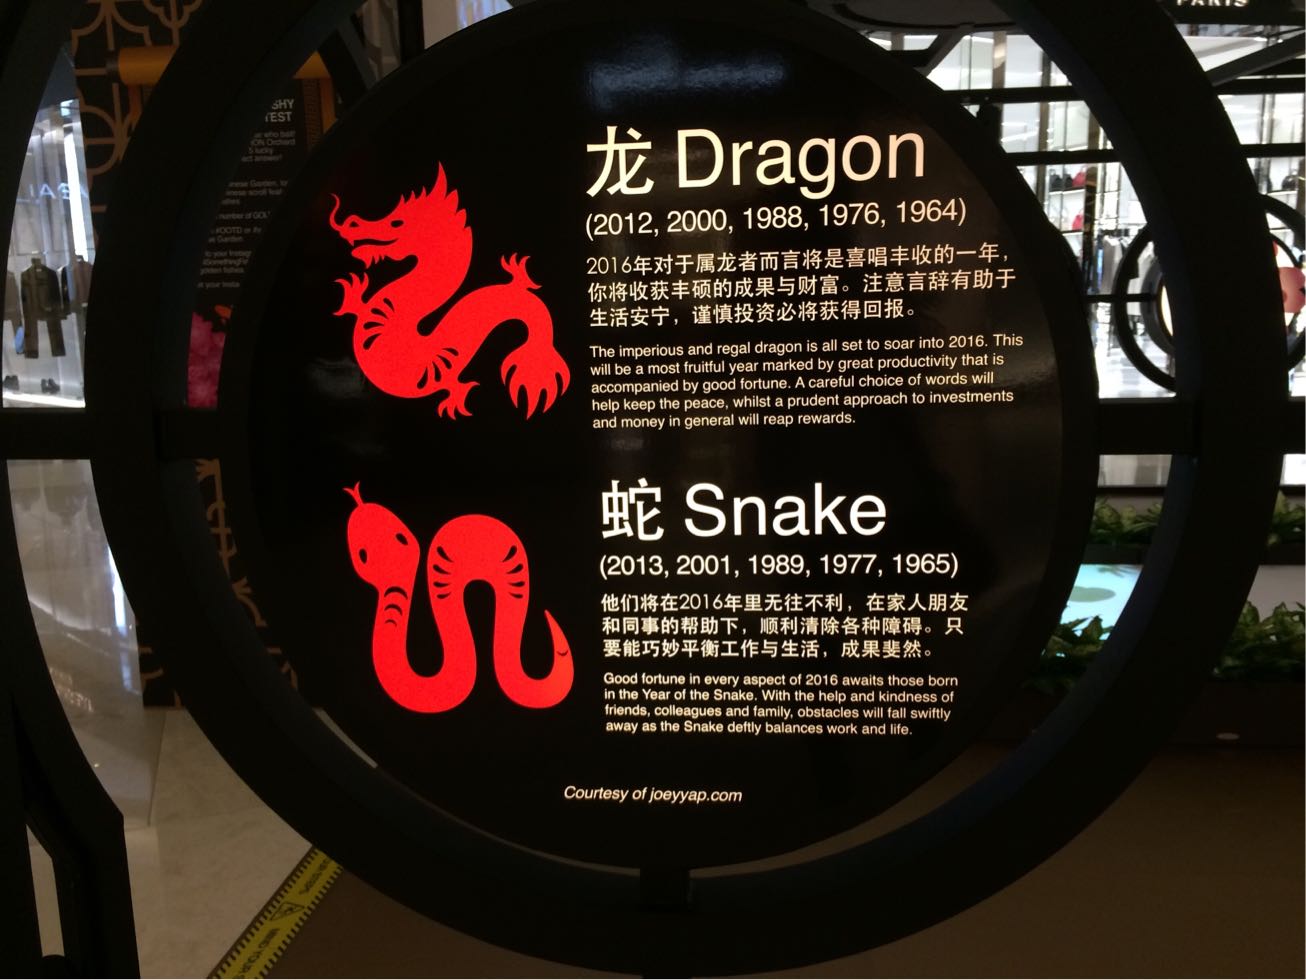 PARIS
SHY
TEST
ION Orchard
龙 Dragon
(2012, 2000, 1988, 1976, 1964)
2016年对于属龙者而言将是喜唱丰收的一年，
你将收获丰硕的成果与财富。注意言辞有助于
生活安宁，谨慎投资必将获得回报。
The imperious and regal dragon is all set to soar into 2016. This
will be a most fruitful year marked by great productivity that is
accompanied by good fortune. A careful choice of words will
help keep the peace, whilst a prudent approach to investments
and money in general will reap rewards.
蛇 Snake
(2013, 2001, 1989, 1977, 1965)
他们将在2016年里无往不利，在家人朋友
和同事的帮助下，顺利清除各种障碍。只
要能巧妙平衡工作与生活，成果斐然。
Good fortune in every aspect of 2016 awaits those born
in the Year of the Snake. With the help and kindness of
friends, colleagues and family, obstacles will fall swiftly
away as the Snake deftly balances work and life.
Courtesy of joeyyap.com